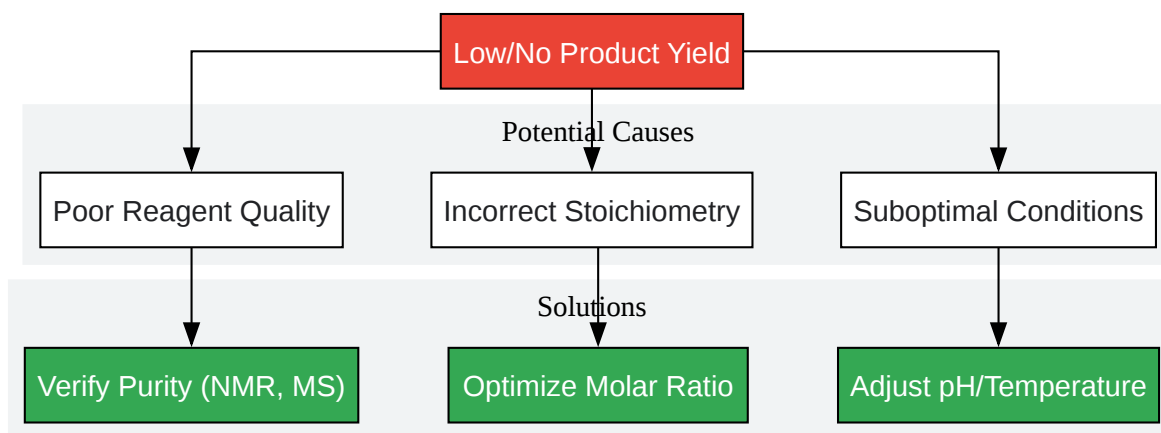 Low/No Product Yield
Potential Causes
Poor Reagent Quality
Incorrect Stoichiometry
Suboptimal Conditions
Solutions
Verify Purity (NMR, MS)
Optimize Molar Ratio
Adjust pH/Temperature